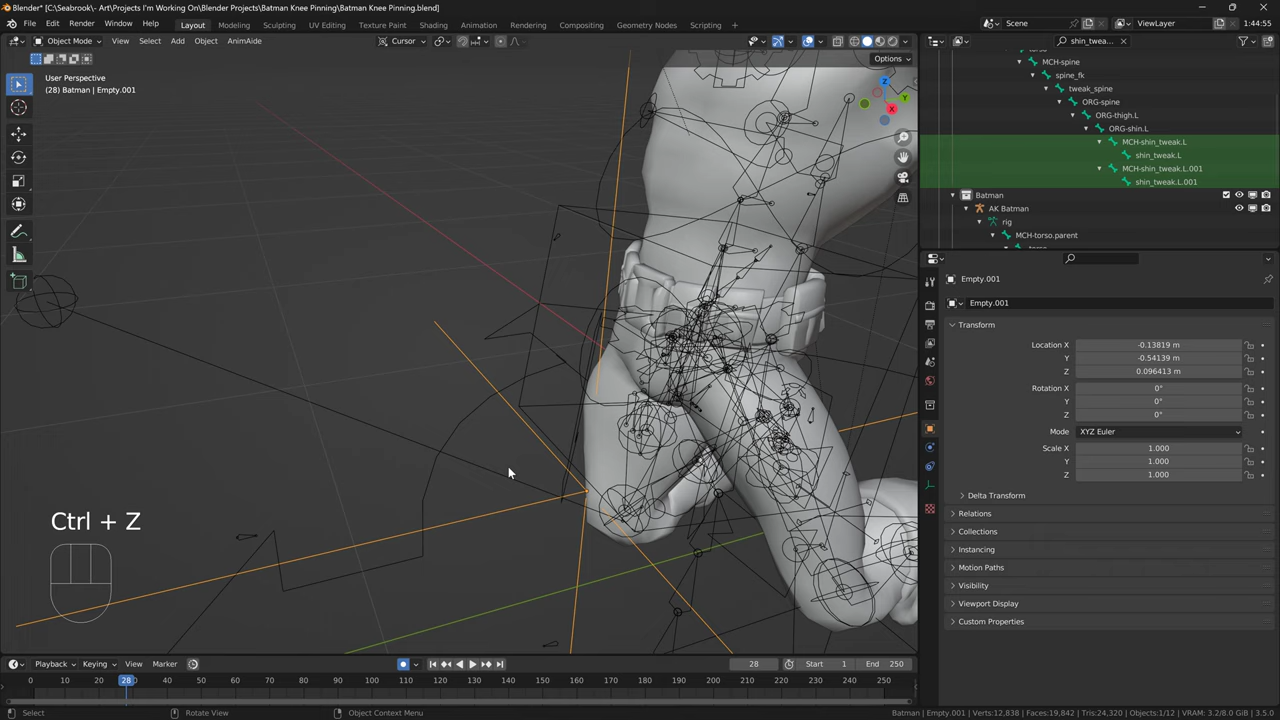 Blender* [C:\Seabrook\- Art\Projects I'm Working On\Blender Projects\Batman Knee Pinning\Batman Knee Pinning.blend]
File Edit Render Window Help Layout Modeling Sculpting UV Editing Texture Paint Shading Animation Rendering Compositing Geometry Nodes Scripting Scene ViewLayer 1:44:55
Object Mode View Select Add Object AnimAide Cursor shin_twea...
Options
User Perspective
(28) Batman | Empty.001
Z
Y
X
MCH-spine
spine_fk
tweak_spine
ORG-spine
ORG-thigh.L
ORG-shin.L
MCH-shin_tweak.L
shin_tweak.L
MCH-shin_tweak.L.001
shin_tweak.L.001
Batman
AK Batman
rig
MCH-torso.parent
Empty.001
Empty.001
Transform
Location X -0.13819 m
Y -0.54139 m
Z 0.096413 m
Rotation X 0°
Y 0°
Z 0°
Mode XYZ Euler
Scale X 1.000
Y 1.000
Z 1.000
Delta Transform
Relations
Collections
Instancing
Motion Paths
Visibility
Viewport Display
Custom Properties
Ctrl + Z
Playback Keying View Marker 28 Start 1 End 250
0 10 20 28 30 40 50 60 70 80 90 100 110 120 130 140 150 160 170 180 190 200 210 220 230 240 250
Select Rotate View Object Context Menu Batman | Empty.001 | Verts:12,838 | Faces:19,842 | Tris:24,320 | Objects:1/12 | VRAM: 3.2/8.0 GiB | 3.5.0